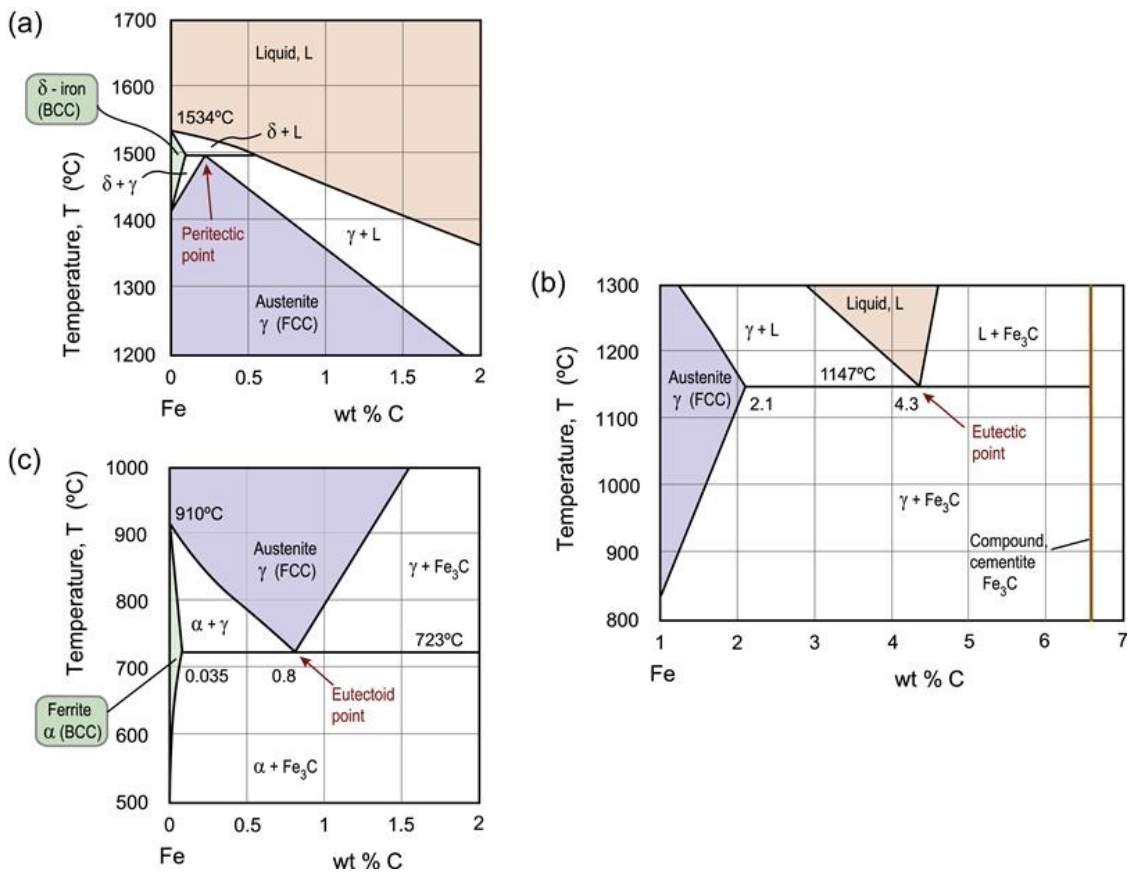 (a)
1700
1600
1500
1400
1300
1200
Temperature, T (ºC)
Liquid, L
δ - iron
(BCC)
1534ºC
δ + L
δ + γ
Peritectic
point
γ + L
Austenite
γ (FCC)
0 0.5 1 1.5 2
Fe
wt % C
(b)
1300
1200
1100
1000
900
800
Temperature, T (ºC)
γ + L
Liquid, L
L + Fe₃C
Austenite
γ (FCC)
1147ºC
2.1
4.3
Eutectic
point
γ + Fe₃C
Compound,
cementite
Fe₃C
1 2 3 4 5 6 7
Fe
wt % C
(c)
1000
900
800
700
600
500
Temperature, T (ºC)
910ºC
Austenite
γ (FCC)
γ + Fe₃C
α + γ
723ºC
0.035
0.8
Eutectoid
point
Ferrite
α (BCC)
α + Fe₃C
0 0.5 1 1.5 2
Fe
wt % C